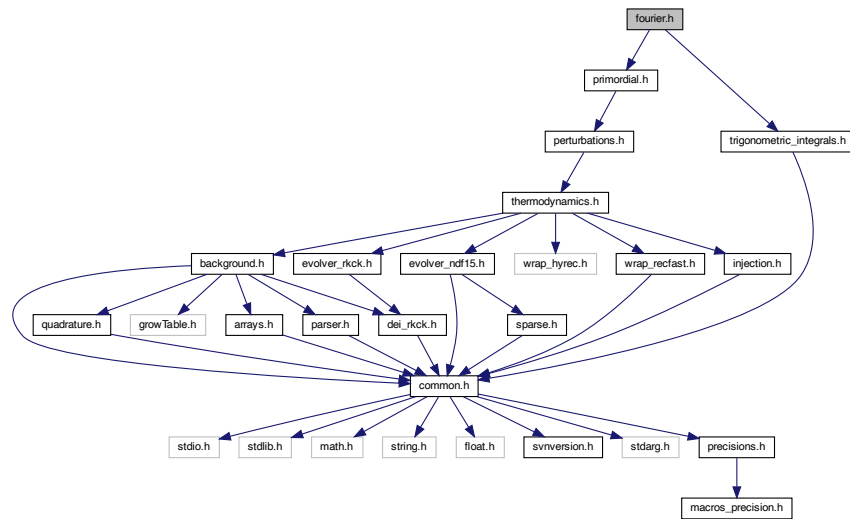 fourier.h
primordial.h
perturbations.h
trigonometric_integrals.h
thermodynamics.h
background.h
evolver_rkck.h
evolver_ndf15.h
wrap_hyrec.h
wrap_recfast.h
injection.h
quadrature.h
growTable.h
arrays.h
parser.h
dei_rkck.h
sparse.h
common.h
stdio.h
stdlib.h
math.h
string.h
float.h
svnversion.h
stdarg.h
precisions.h
macros_precision.h